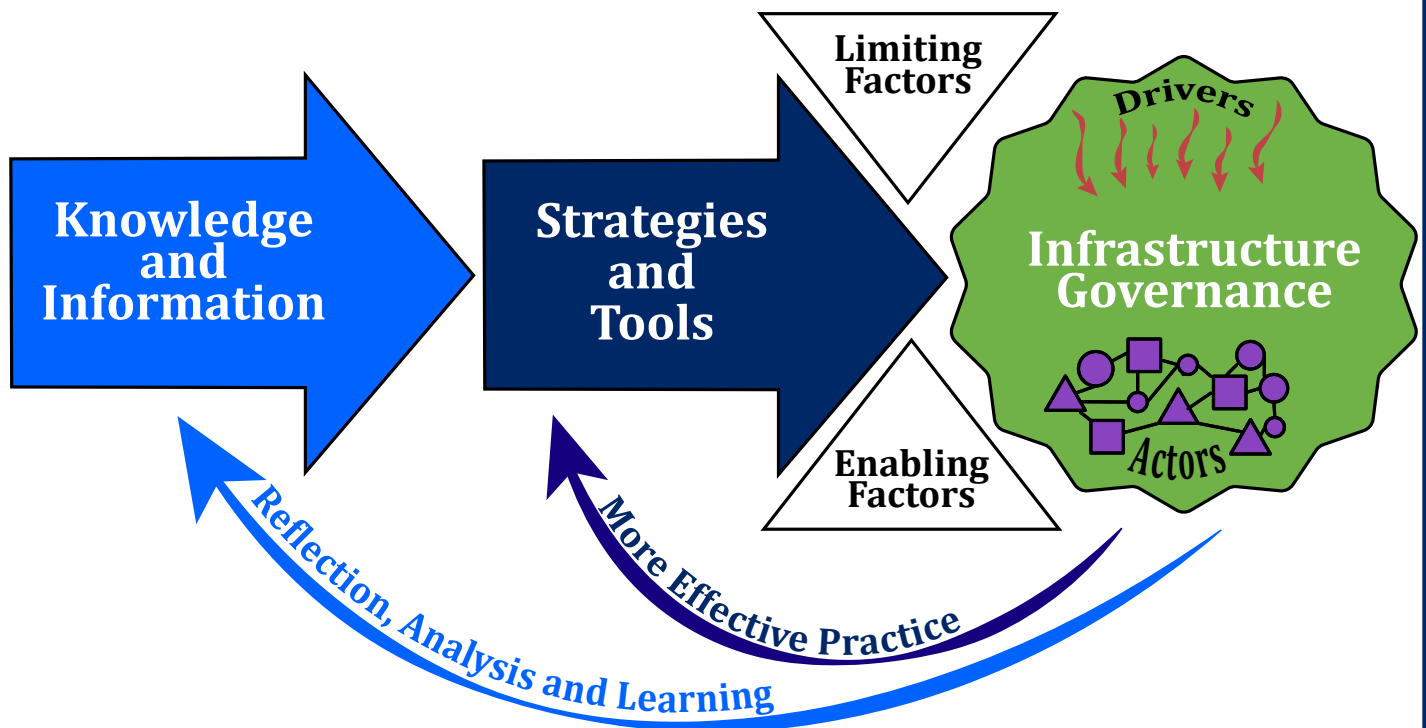 Knowledge
and
Information
Strategies
and
Tools
Limiting
Factors
Enabling
Factors
Drivers
Infrastructure
Governance
Actors
More Effective Practice
Reflection, Analysis and Learning